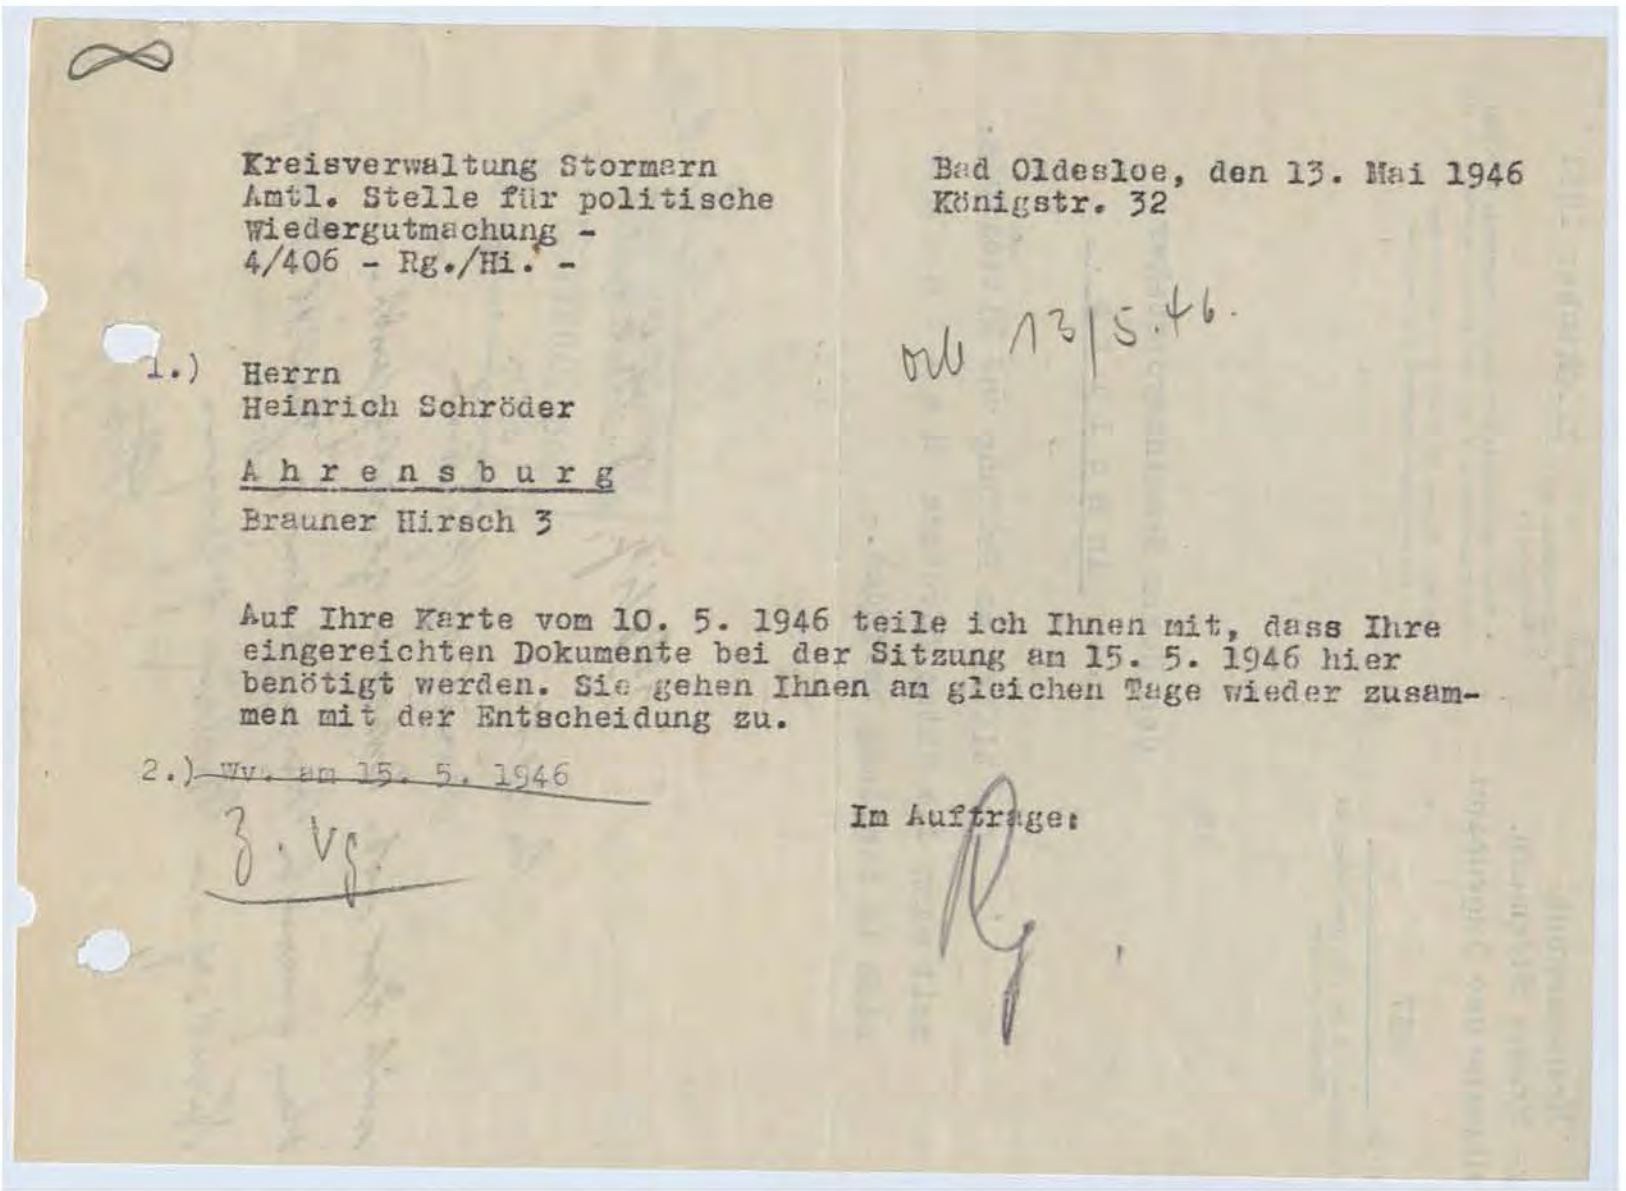 Kreisverwaltung Stormarn
Amtl. Stelle für politische
Wiedergutmachung -
4/406 - Rg./Hi. -
Bad Oldesloe, den 13. Mai 1946
Königstr. 32
13/5.46.
1.) Herrn
Heinrich Schröder
Ahrensburg
Brauner Hirsch 3
Auf Ihre Karte vom 10. 5. 1946 teile ich Ihnen mit, dass Ihre
eingereichten Dokumente bei der Sitzung am 15. 5. 1946 hier
benötigt werden. Sie gehen Ihnen am gleichen Tage wieder zusam-
men mit der Entscheidung zu.
2.) Wv. am 15. 5. 1946
z. Vg.
Im Auftrage:
Rg